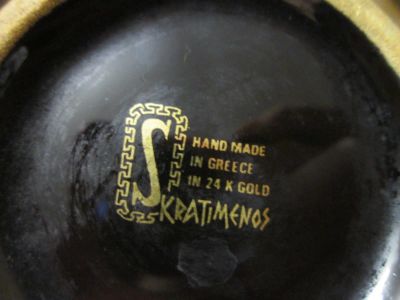 HAND MADE
IN GREECE
IN 24 K GOLD
SKRATIMENOS